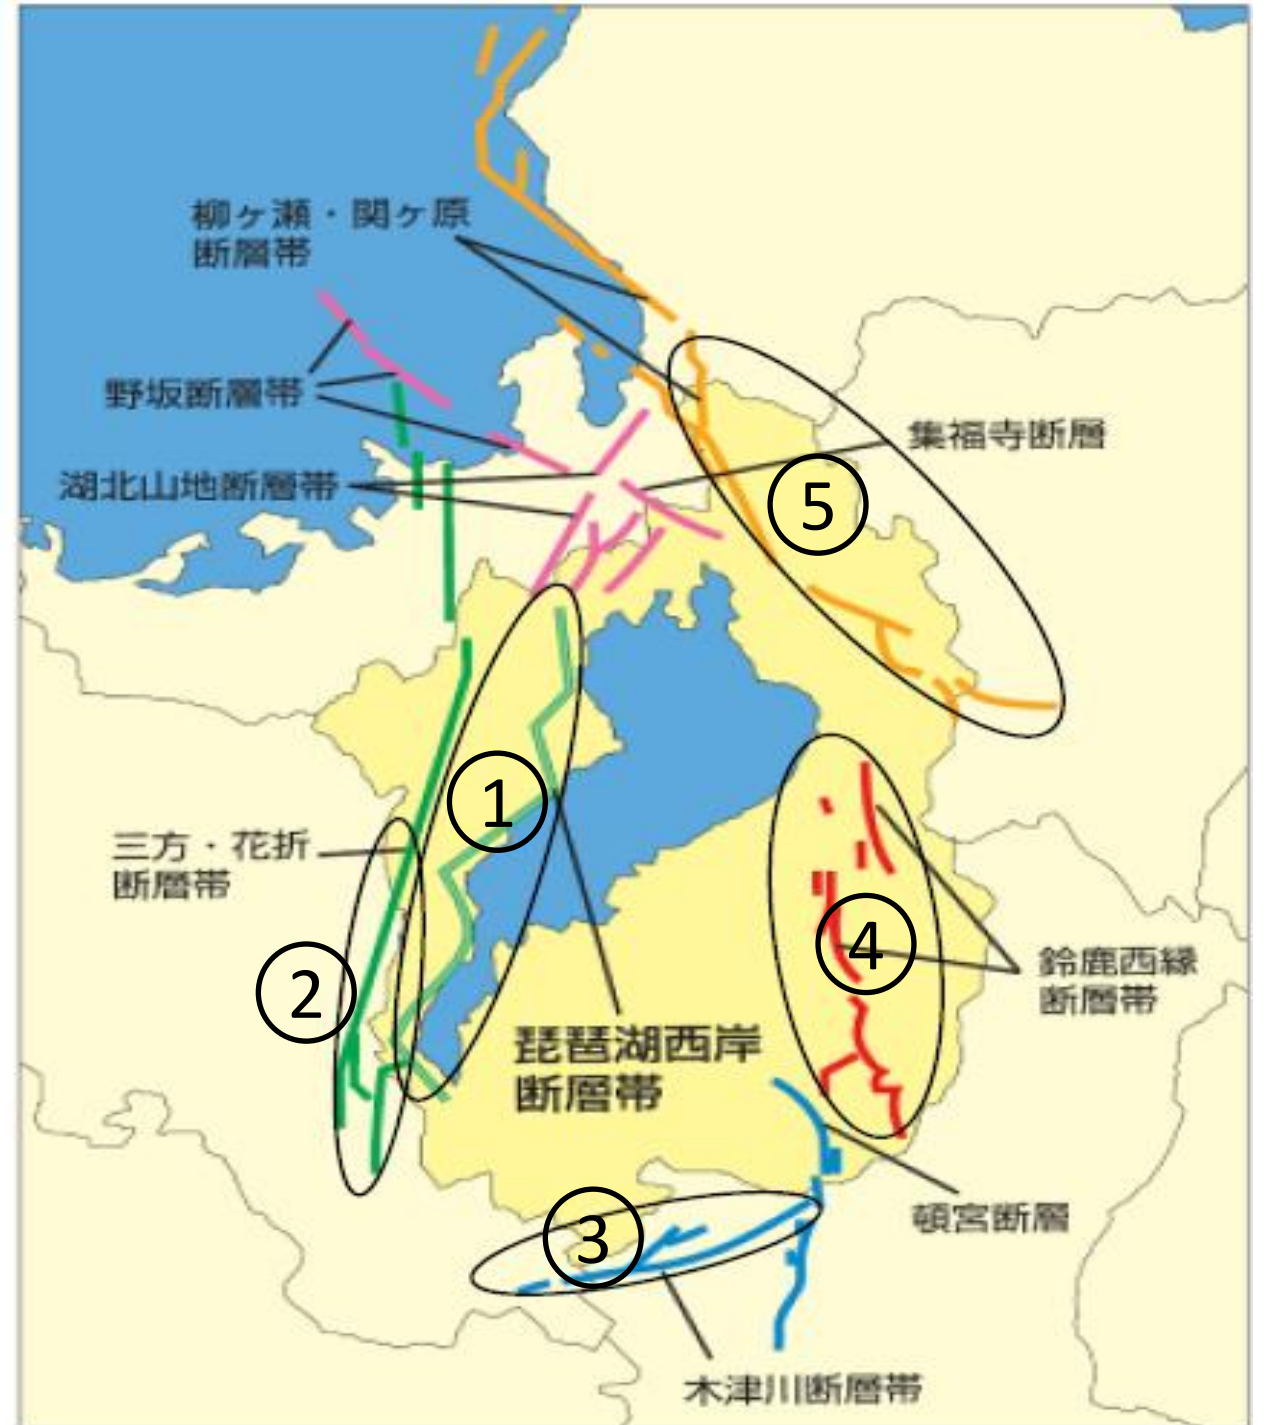 柳ヶ瀬・関ヶ原
断層帯
野坂断層帯
集福寺断層
湖北山地断層帯
⑤
①
三方・花折
断層帯
④
②
鈴鹿西縁
断層帯
琵琶湖西岸
断層帯
頓宮断層
③
木津川断層帯